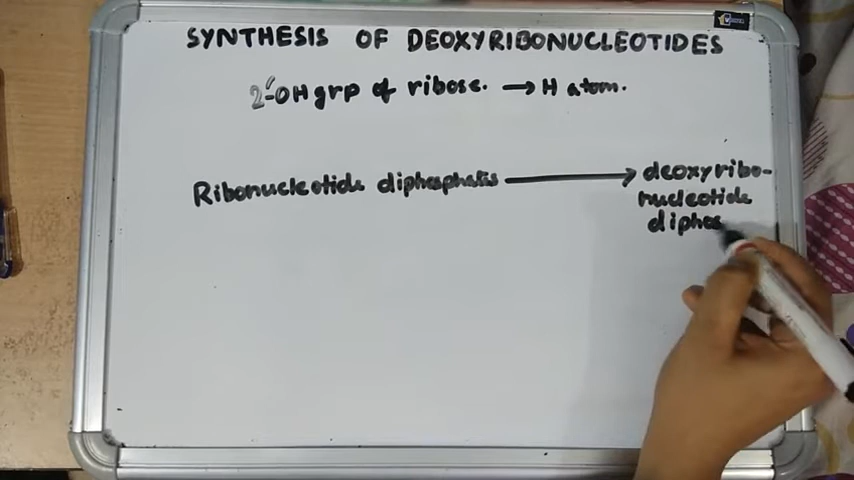 SYNTHESIS OF DEOXYRIBONUCLEOTIDES
2'-OH grp of ribose. → H atom.
Ribonucleotide diphosphates → deoxyribo-
nucleotide
diphos